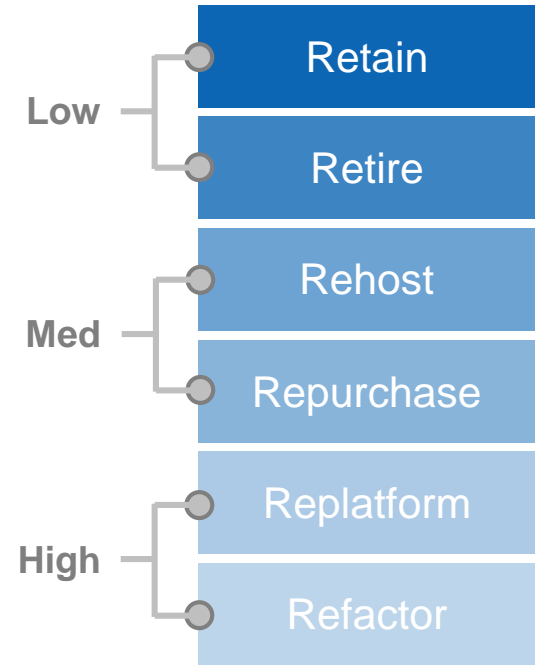 Low
Retain
Retire
Med
Rehost
Repurchase
High
Replatform
Refactor